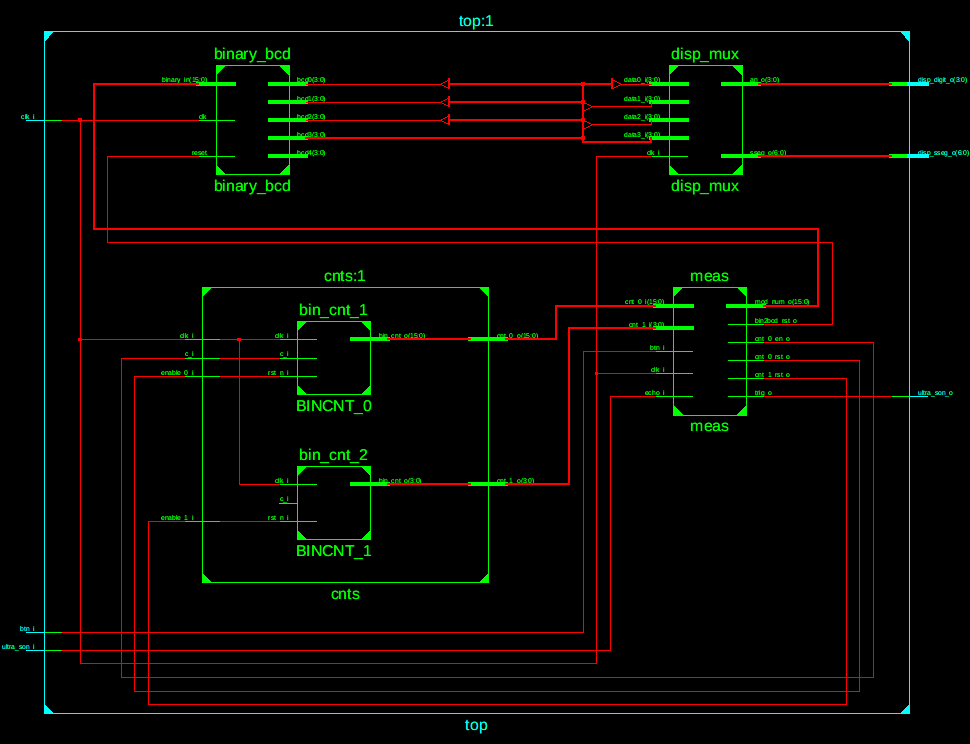 top:1
binary_bcd
disp_mux
binary_in(15:0)
bcd0(3:0)
data0_i(3:0)
an_o(3:0)
disp_digit_o(3:0)
bcd1(3:0)
data1_i(3:0)
clk_i
clk
bcd2(3:0)
data2_i(3:0)
bcd3(3:0)
data3_i(3:0)
reset
bcd4(3:0)
clk_i
sseg_o(6:0)
disp_sseg_o(6:0)
binary_bcd
disp_mux
cnts:1
meas
bin_cnt_1
cnt_0_i(15:0)
mod_num_o(15:0)
cnt_1_i(3:0)
bin2bcd_rst_o
clk_i
clk_i
bin_cnt_o(15:0)
cnt_0_o(15:0)
btn_i
cnt_0_en_o
c_i
c_i
cnt_0_rst_o
enable_0_i
rst_n_i
clk_i
cnt_1_rst_o
echo_i
trig_o
ultra_son_o
BINCNT_0
meas
bin_cnt_2
clk_i
bin_cnt_o(3:0)
cnt_1_o(3:0)
c_i
enable_1_i
rst_n_i
BINCNT_1
cnts
btn_i
ultra_son_i
top